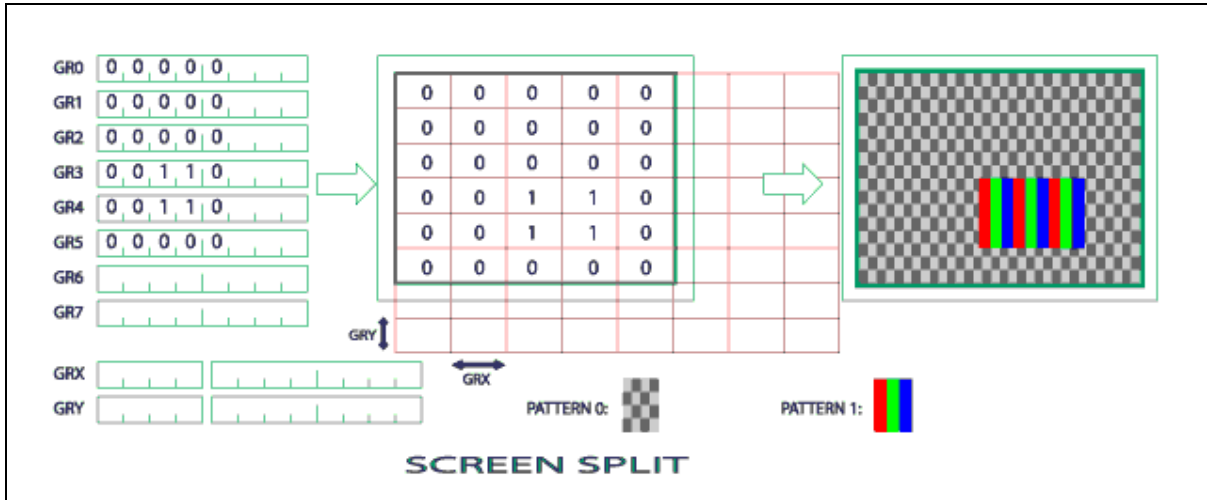 GR0 0 0 0 0 0
GR1 0 0 0 0 0
GR2 0 0 0 0 0
GR3 0 0 1 1 0
GR4 0 0 1 1 0
GR5 0 0 0 0 0
GR6
GR7
GRX
GRY
0 0 0 0 0
0 0 0 0 0
0 0 0 0 0
0 0 1 1 0
0 0 1 1 0
0 0 0 0 0
GRY
GRX
PATTERN 0:
PATTERN 1:
SCREEN SPLIT